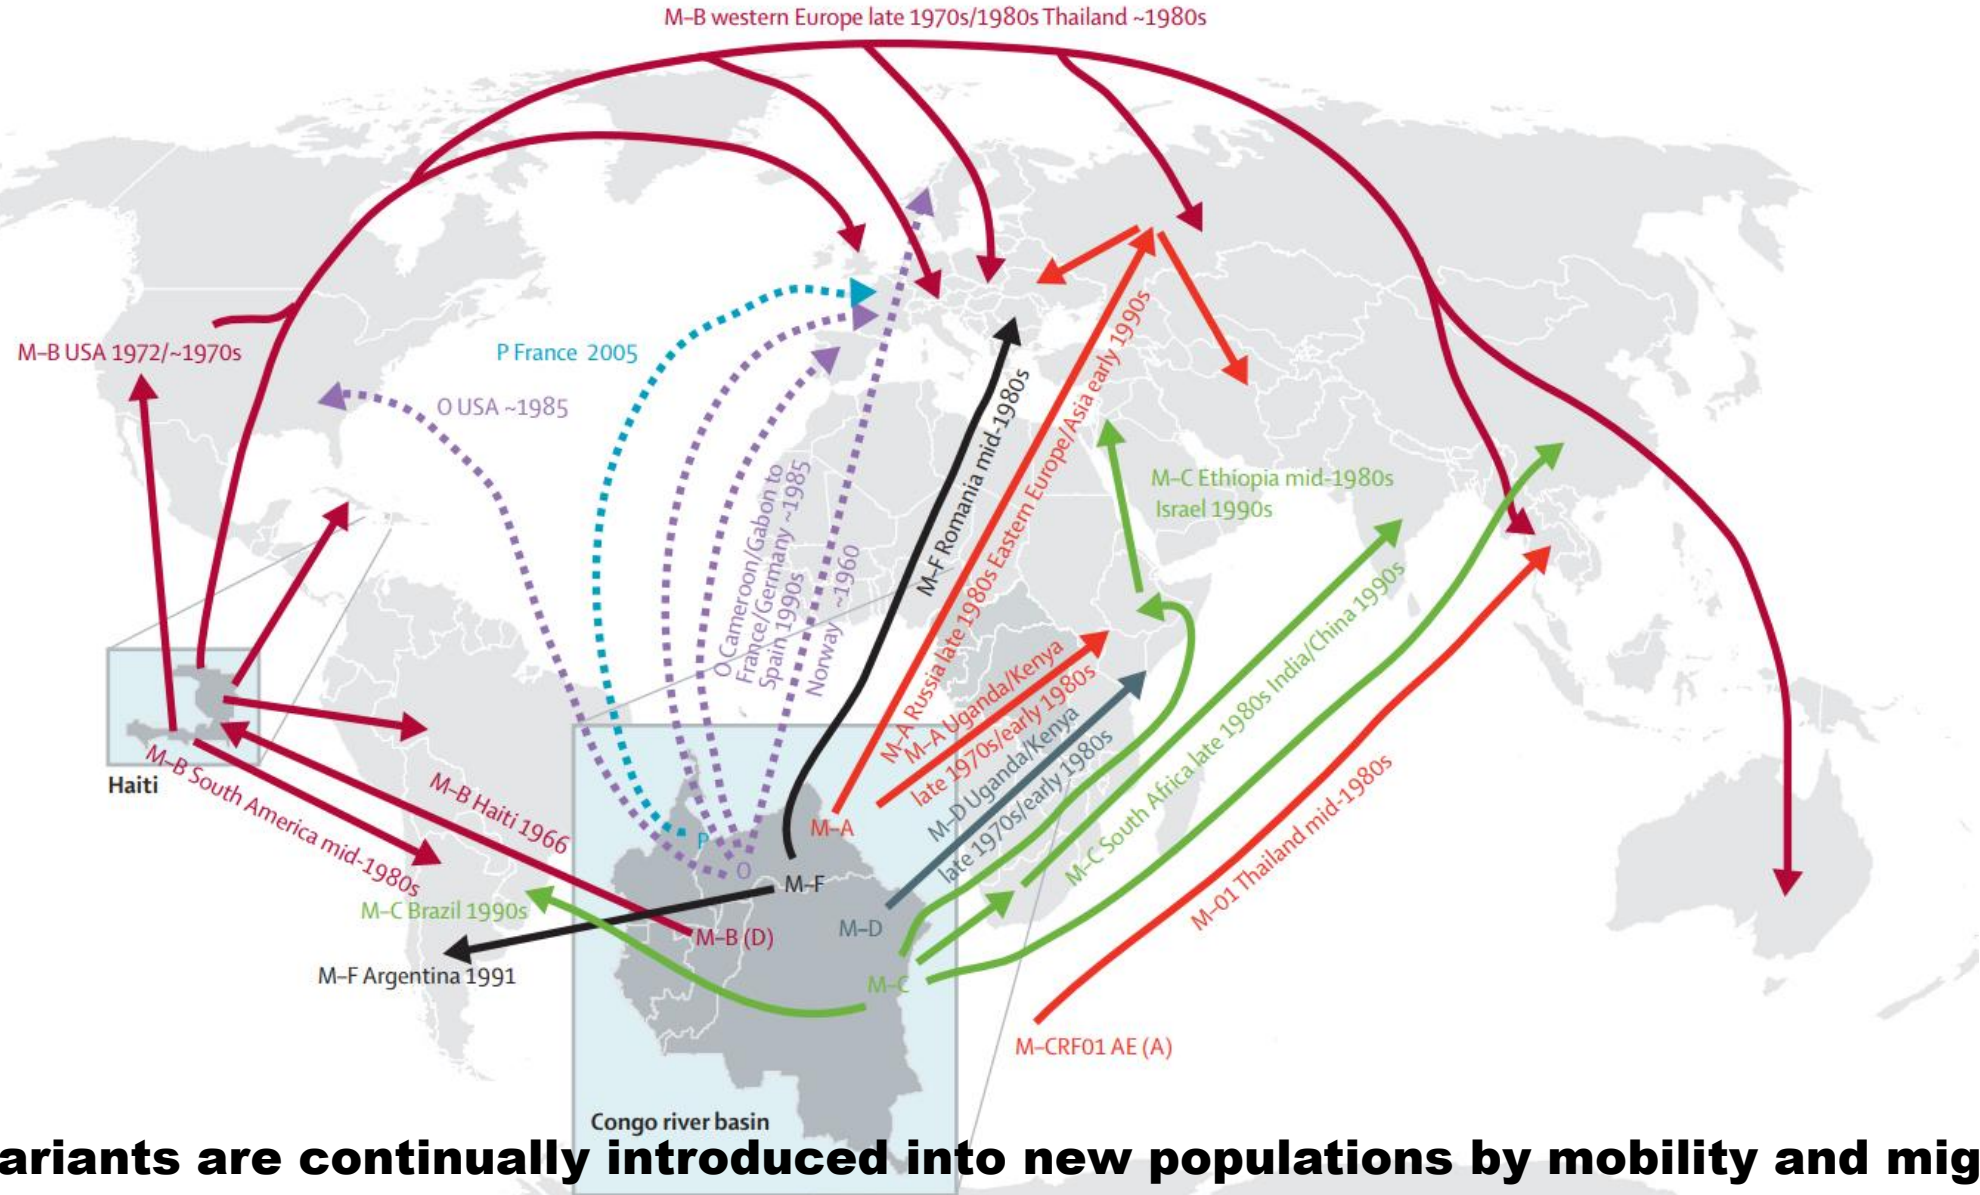 M–B western Europe late 1970s/1980s Thailand ~1980s
M–B USA 1972/~1970s
P France 2005
O USA ~1985
O Cameroon/Gabon to
France/Germany ~1985
Spain 1990s
Norway ~1960
M–F Romania mid-1980s
M–A Russia late 1980s Eastern Europe/Asia early 1990s
M–C Ethiopia mid-1980s
Israel 1990s
M–A Uganda/Kenya
late 1970s/early 1980s
M–D Uganda/Kenya
late 1970s/early 1980s
M–C South Africa late 1980s India/China 1990s
M–01 Thailand mid-1980s
Haiti
M–B South America mid-1980s
M–B Haiti 1966
M–C Brazil 1990s
M–F Argentina 1991
P
O
M–A
M–F
M–B (D)
M–D
M–C
M–CRF01 AE (A)
Congo river basin
ariants are continually introduced into new populations by mobility and mig